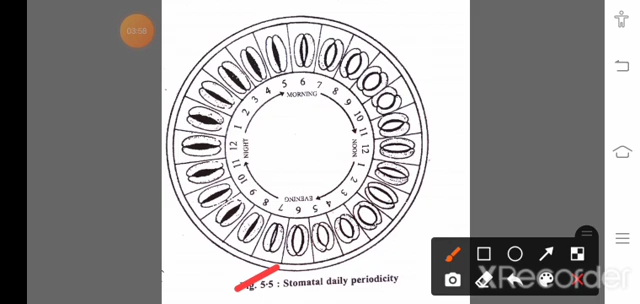 03:58
1 2 3 4 5 6 7 8 9 10 11 12 1 2 3 4 5 6 7 8 9 10 11 12
MORNING
NOON
EVENING
NIGHT
Fig. 5·5 : Stomatal daily periodicity
XRecorder